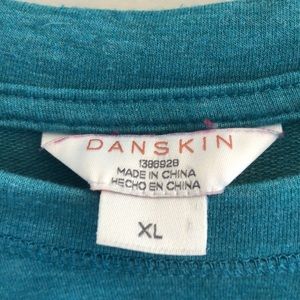 DANSKIN
1386928
MADE IN CHINA
HECHO EN CHINA
XL